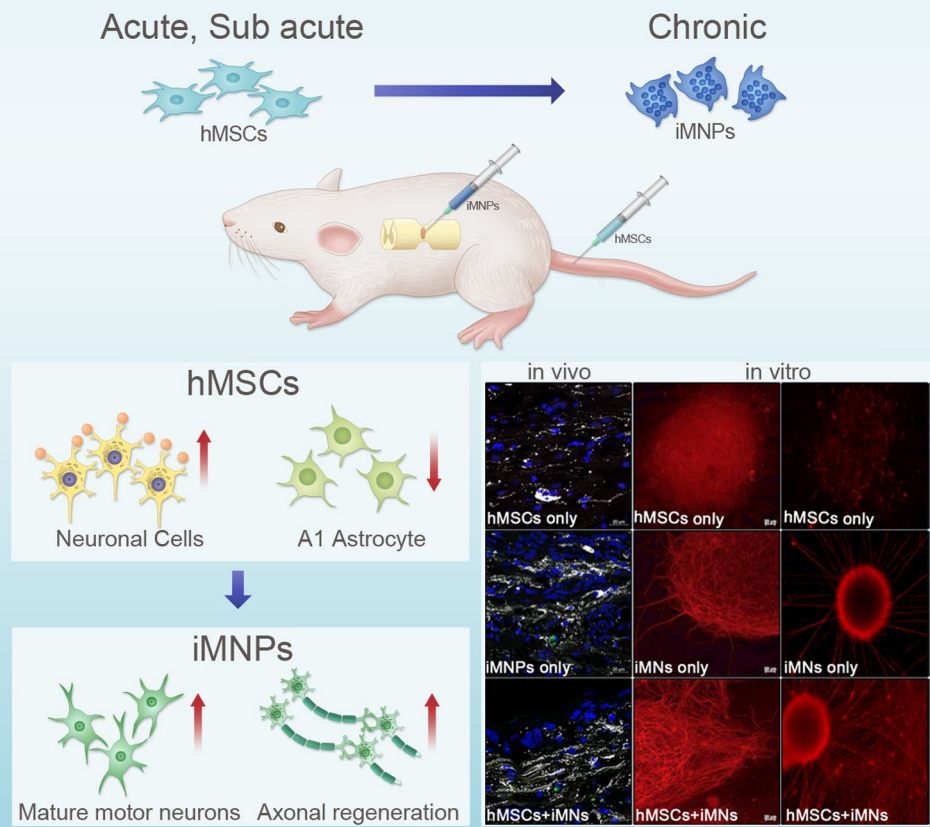 Acute, Sub acute
Chronic
hMSCs
iMNPs
iMNPs
hMSCs
hMSCs
Neuronal Cells
A1 Astrocyte
iMNPs
Mature motor neurons
Axonal regeneration
in vivo
in vitro
hMSCs only
hMSCs only
hMSCs only
iMNPs only
iMNs only
iMNs only
hMSCs+iMNs
hMSCs+iMNs
hMSCs+iMNs